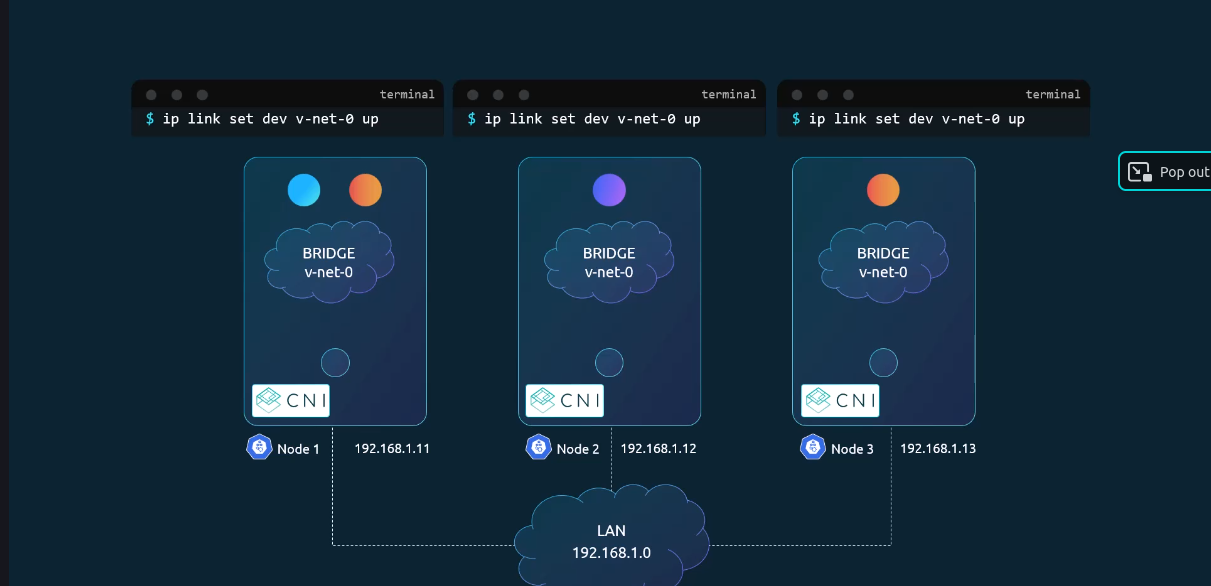 terminal
$ ip link set dev v-net-0 up
terminal
$ ip link set dev v-net-0 up
terminal
$ ip link set dev v-net-0 up
Pop out
BRIDGE
v-net-0
BRIDGE
v-net-0
BRIDGE
v-net-0
CNI
CNI
CNI
Node 1
192.168.1.11
Node 2
192.168.1.12
Node 3
192.168.1.13
LAN
192.168.1.0